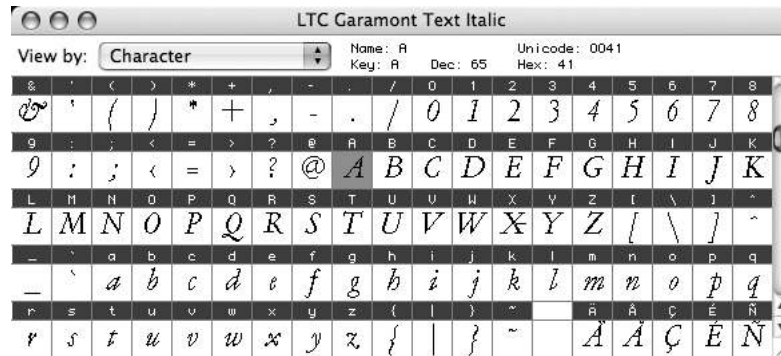 LTC Garamont Text Italic
View by: Character Name: A Unicode: 0041
Key: A Dec: 65 Hex: 41
& ' ( ) * + , - . / 0 1 2 3 4 5 6 7 8
& ' ( ) * + , - . / 0 1 2 3 4 5 6 7 8
9 : ; < = > ? @ A B C D E F G H I J K
9 : ; < = > ? @ A B C D E F G H I J K
L M N O P Q R S T U V W X Y Z [ \ ] ^
L M N O P Q R S T U V W X Y Z [ \ ] ^
_ ` a b c d e f g h i j k l m n o p q
_ ` a b c d e f g h i j k l m n o p q
r s t u v w x y z { | } ~ Ä Å Ç É Ñ
r s t u v w x y z { | } ~ Ä Å Ç É Ñ